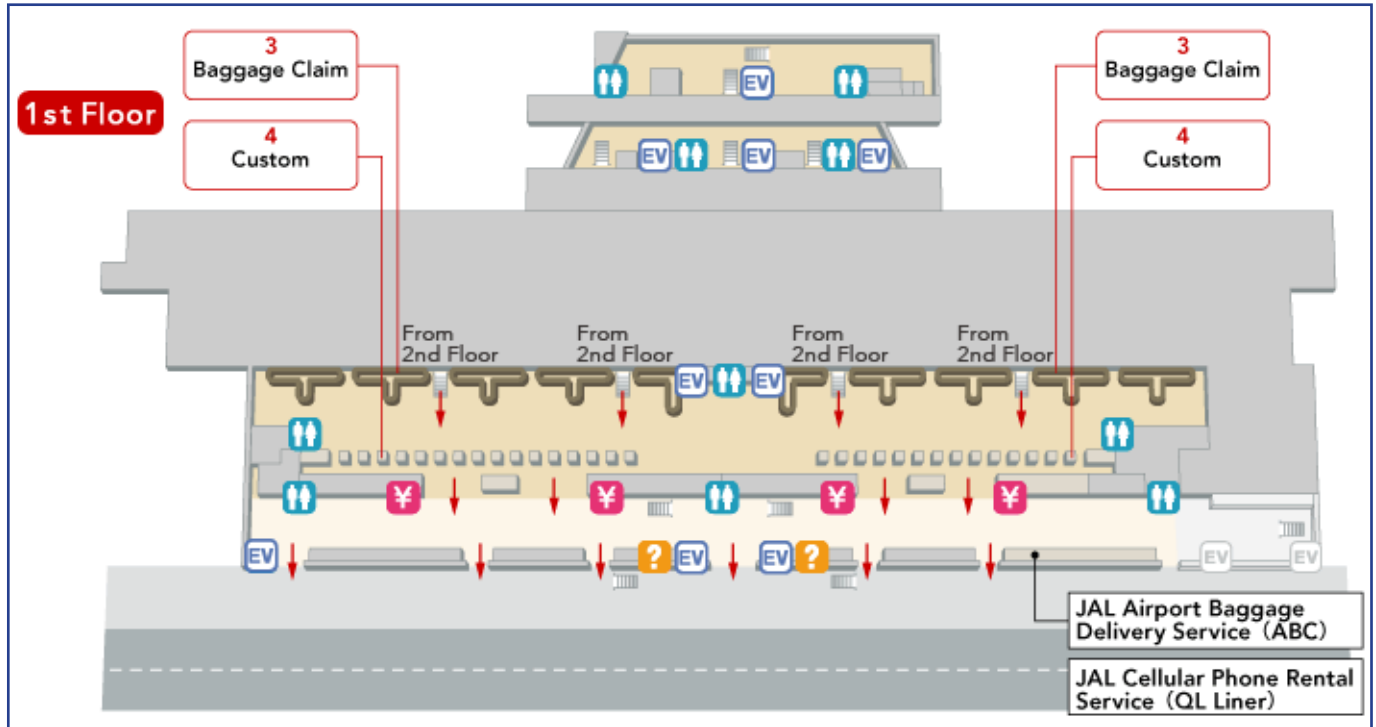 1st Floor
3
Baggage Claim
4
Custom
3
Baggage Claim
4
Custom
EV
EV
EV
EV
From
2nd Floor
From
2nd Floor
From
2nd Floor
From
2nd Floor
EV
EV
¥
¥
¥
¥
EV
?
EV
EV
?
EV
EV
JAL Airport Baggage
Delivery Service (ABC)
JAL Cellular Phone Rental
Service (QL Liner)